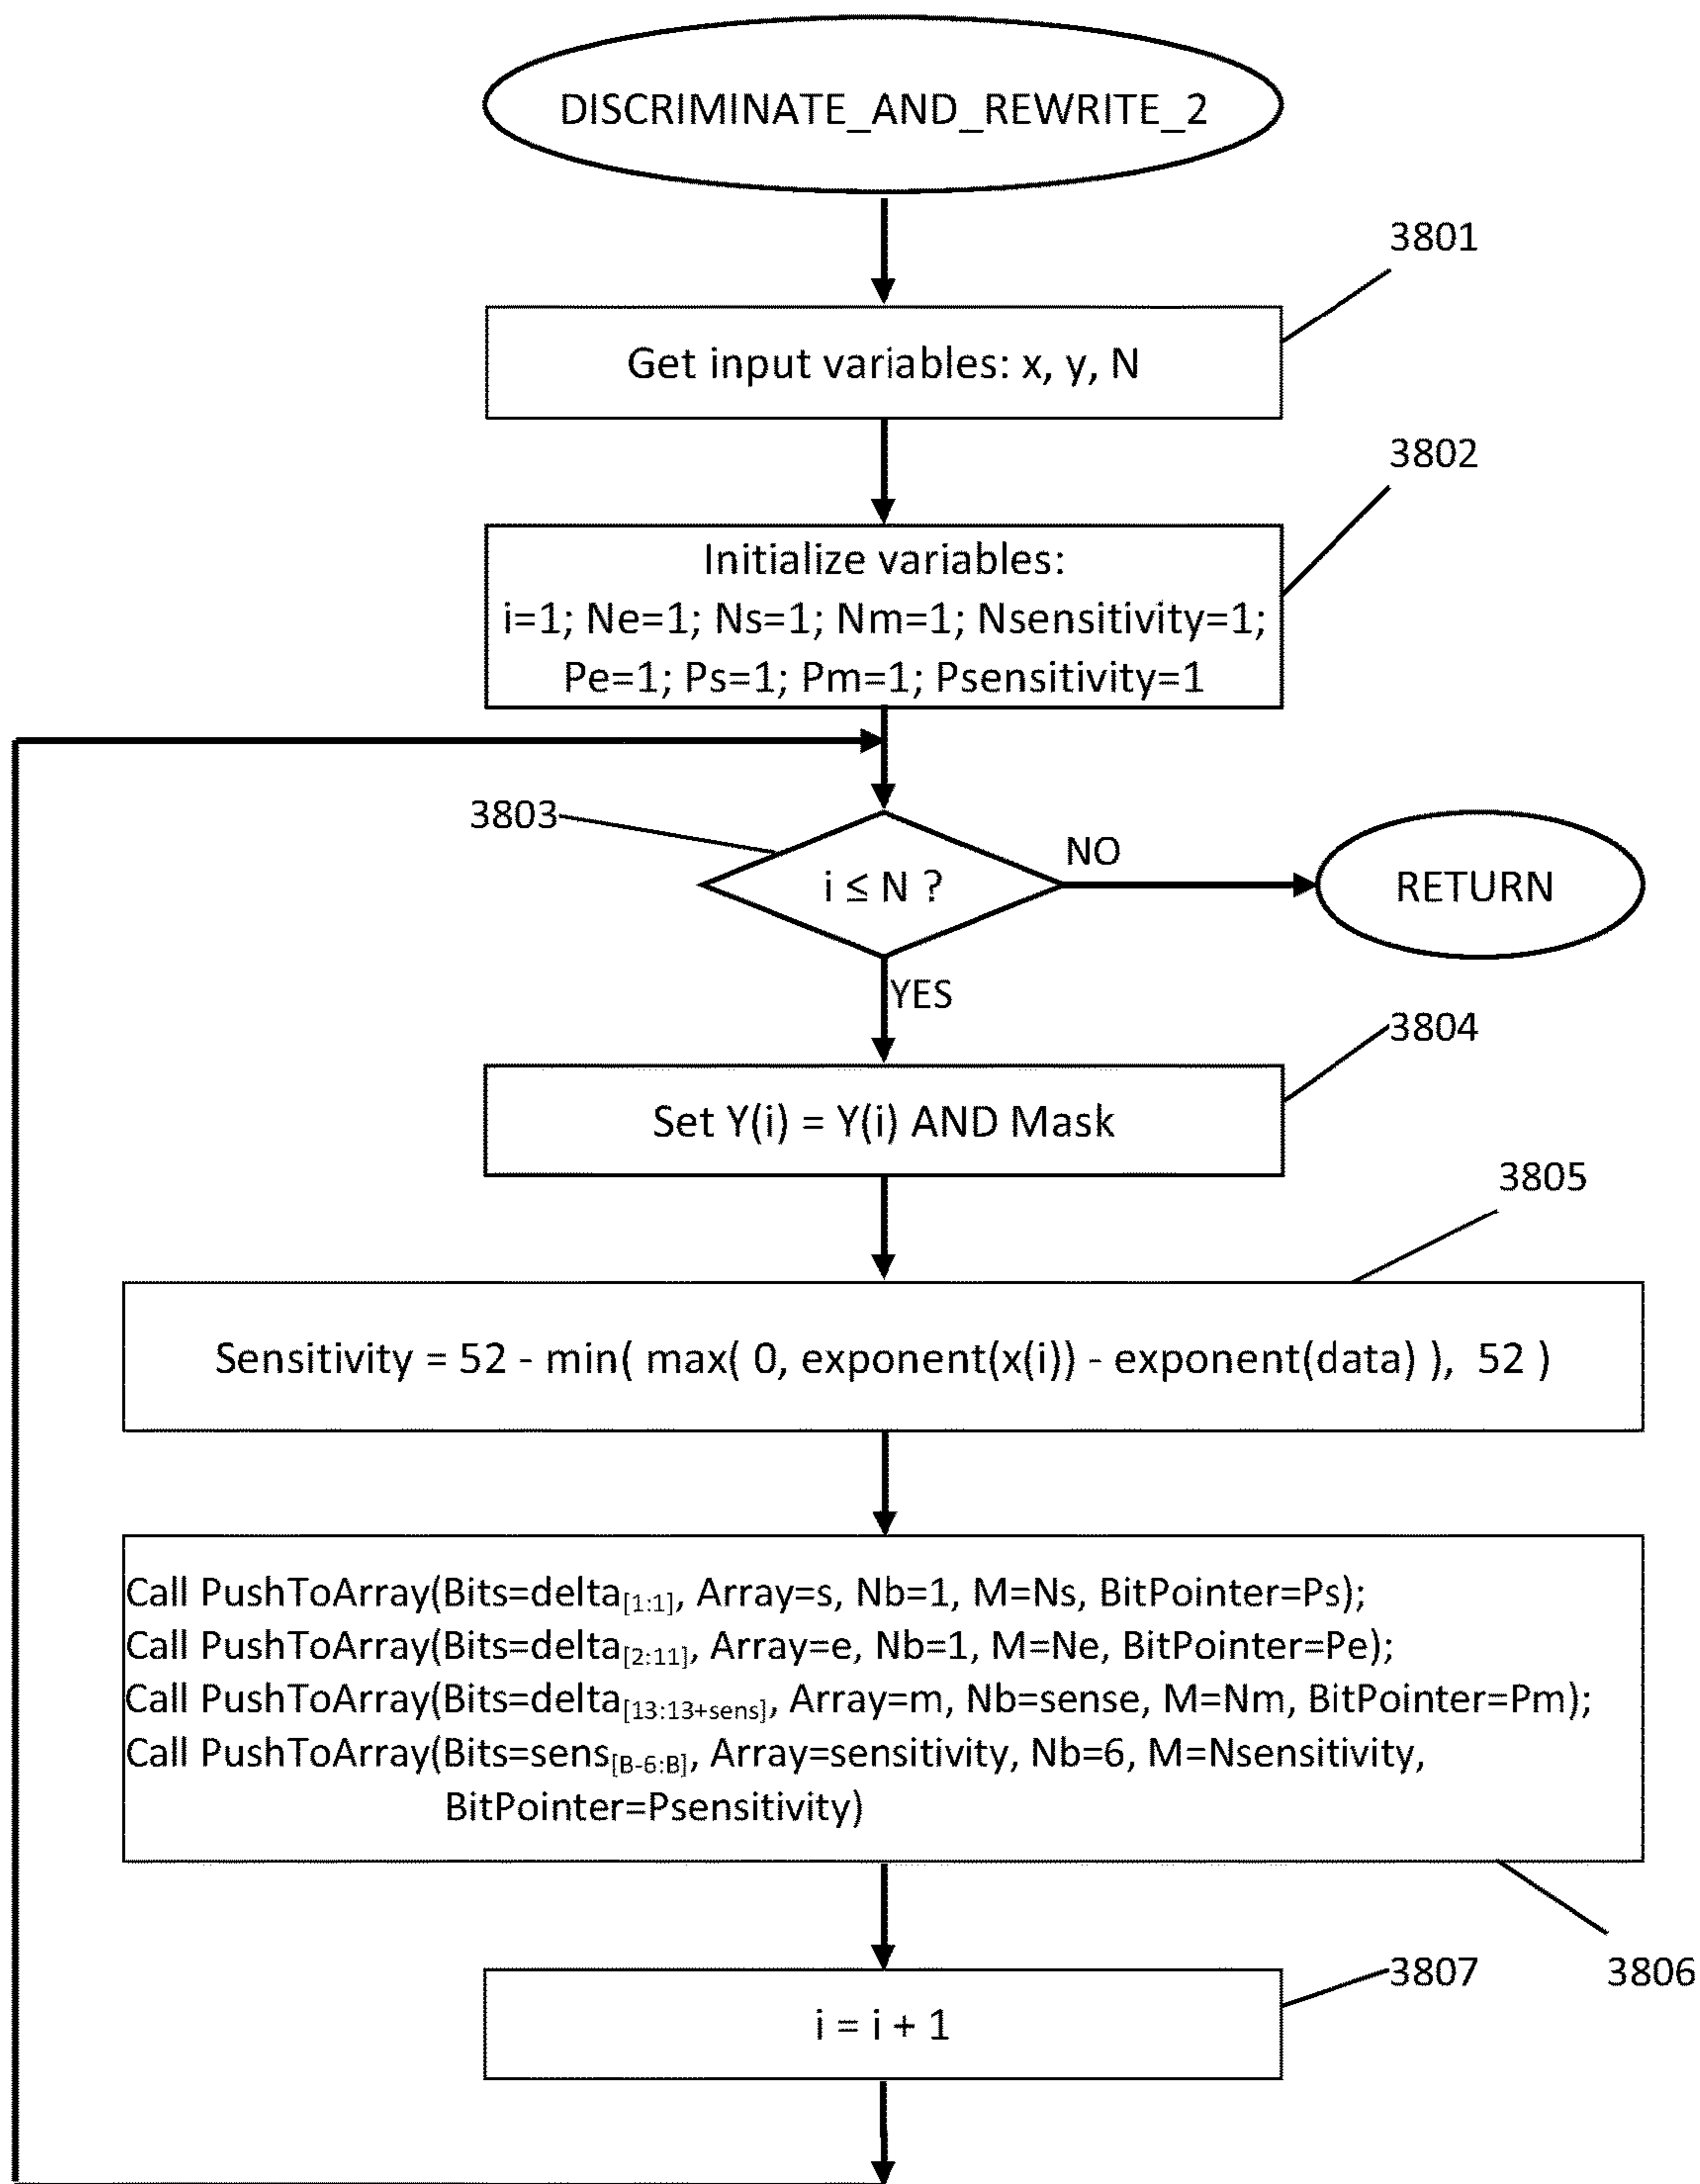 DISCRIMINATE_AND_REWRITE_2
3801
Get input variables: x, y, N
3802
Initialize variables:
i=1; Ne=1; Ns=1; Nm=1; Nsensitivity=1;
Pe=1; Ps=1; Pm=1; Psensitivity=1
3803
i ≤ N ?
NO
RETURN
YES
3804
Set Y(i) = Y(i) AND Mask
3805
Sensitivity = 52 - min( max( 0, exponent(x(i)) - exponent(data) ), 52 )
Call PushToArray(Bits=delta[1:1], Array=s, Nb=1, M=Ns, BitPointer=Ps);
Call PushToArray(Bits=delta[2:11], Array=e, Nb=1, M=Ne, BitPointer=Pe);
Call PushToArray(Bits=delta[13:13+sens], Array=m, Nb=sense, M=Nm, BitPointer=Pm);
Call PushToArray(Bits=sens[B-6:B], Array=sensitivity, Nb=6, M=Nsensitivity,
BitPointer=Psensitivity)
3806
3807
i = i + 1